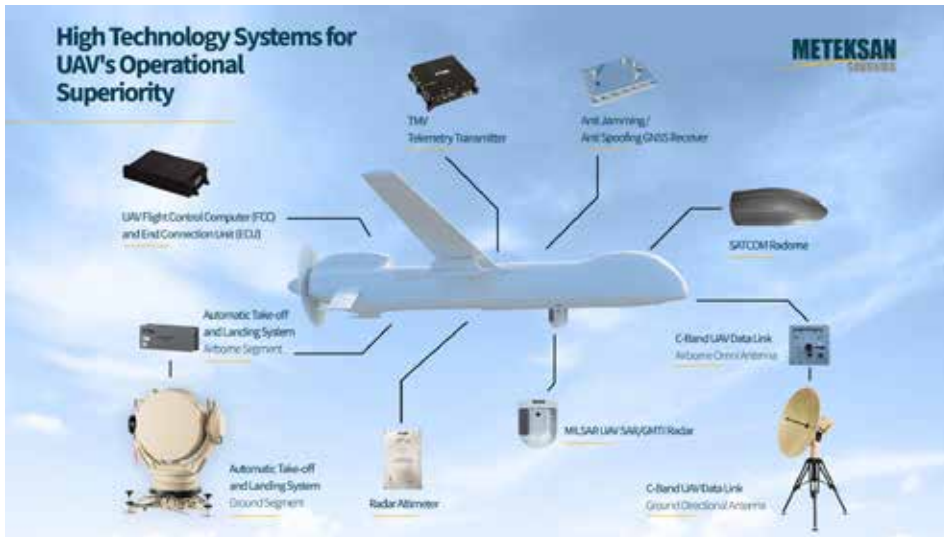 High Technology Systems for
UAV's Operational
Superiority
METEKSAN
SAVUNMA
TMV
Telemetry Transmitter
Anti Jamming /
Anti Spoofing GNSS Receiver
UAV Flight Control Computer (FCC)
and End Connection Unit (ECU)
SATCOM Radome
Automatic Take-off
and Landing System
Airborne Segment
C-Band UAV Data Link
Airborne Omni Antenna
MILSAR UAV SAR/GMTI Radar
Automatic Take-off
and Landing System
Ground Segment
Radar Altimeter
C-Band UAV Data Link
Ground Directional Antenna